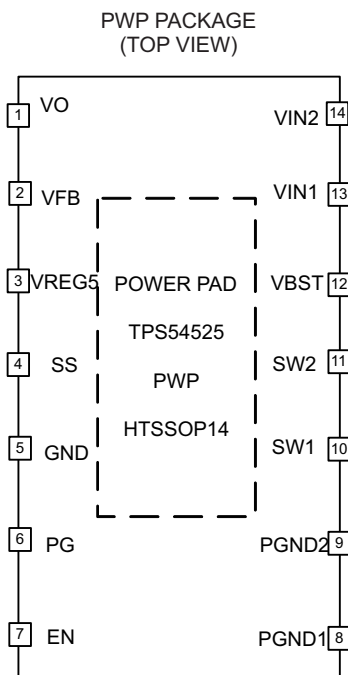 PWP PACKAGE
(TOP VIEW)
1 VO
VIN2 14
2 VFB
VIN1 13
3 VREG5
POWER PAD
VBST 12
TPS54525
4 SS
PWP
SW2 11
HTSSOP14
5 GND
SW1 10
6 PG
PGND2 9
7 EN
PGND1 8